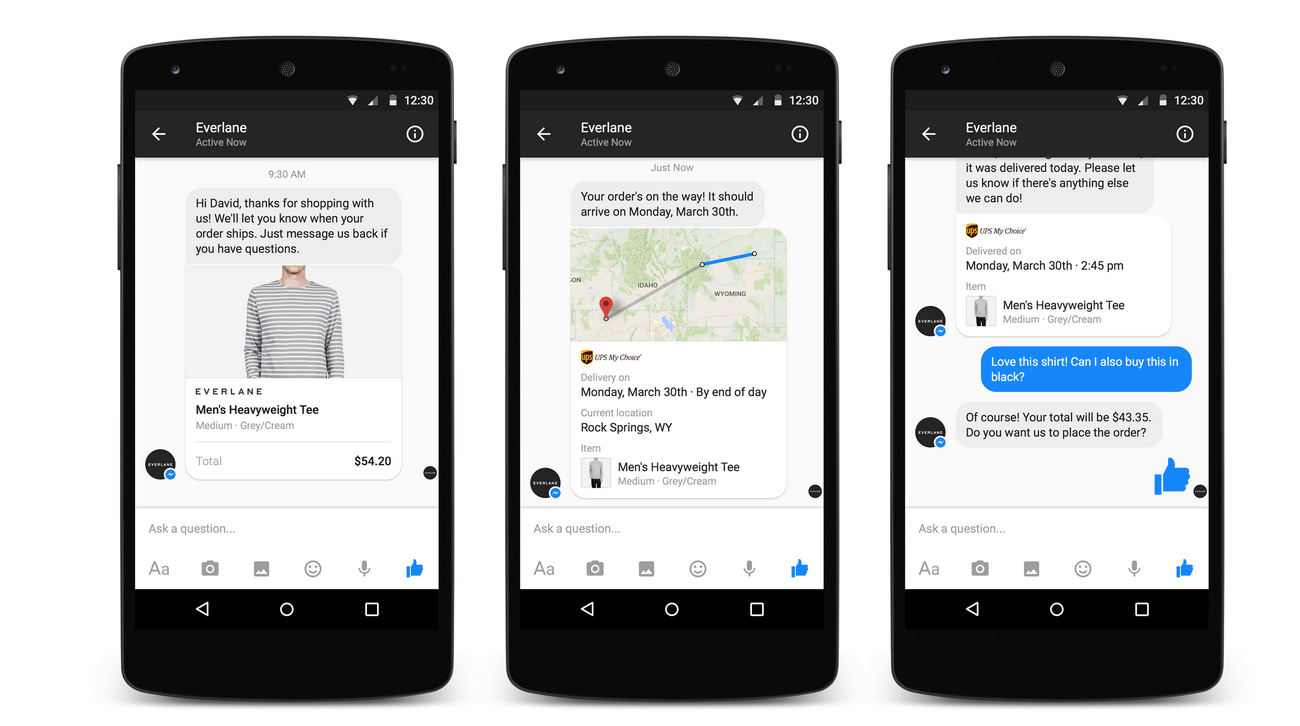 12:30
Everlane
Active Now
9:30 AM
Hi David, thanks for shopping with
us! We'll let you know when your
order ships. Just message us back if
you have questions.
EVERLANE
Men's Heavyweight Tee
Medium · Grey/Cream
Total $54.20
EVERLANE
Ask a question...
Aa
12:30
Everlane
Active Now
Just Now
Your order's on the way! It should
arrive on Monday, March 30th.
ON
IDAHO
WYOMING
ups UPS My Choice®
Delivery on
Monday, March 30th · By end of day
Current location
Rock Springs, WY
Item
Men's Heavyweight Tee
Medium · Grey/Cream
EVERLANE
Ask a question...
Aa
12:30
Everlane
Active Now
it was delivered today. Please let
us know if there's anything else
we can do!
ups UPS My Choice®
Delivered on
Monday, March 30th · 2:45 pm
Item
Men's Heavyweight Tee
Medium · Grey/Cream
EVERLANE
Love this shirt! Can I also buy this in
black?
Of course! Your total will be $43.35.
Do you want us to place the order?
EVERLANE
Ask a question...
Aa